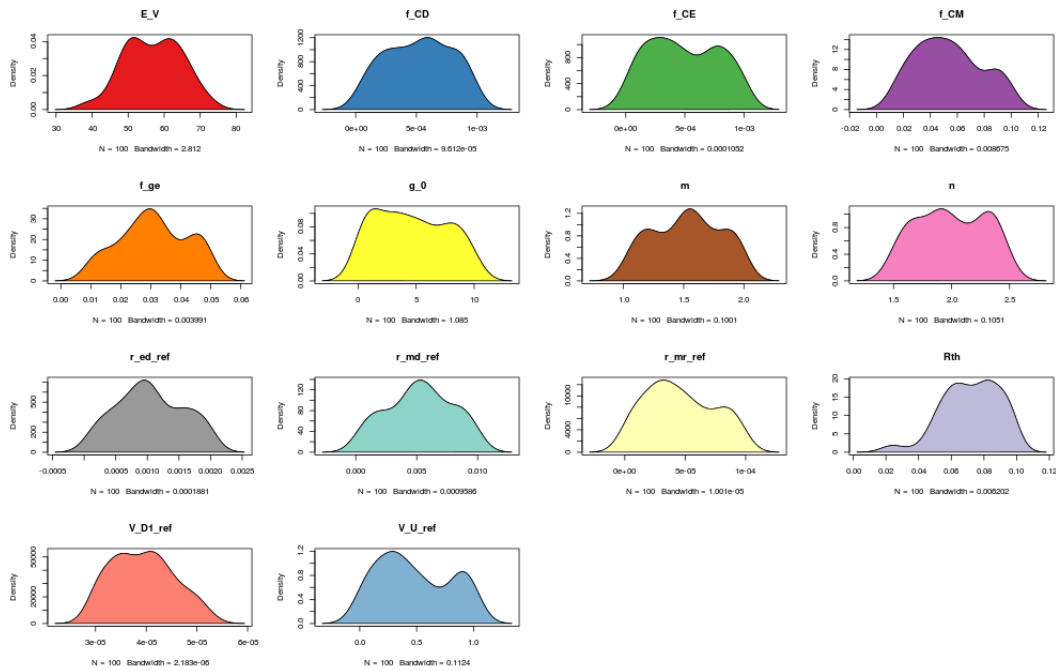 E_V f_CD f_CE f_CM
Density 0.00 0.02 0.04 30 40 50 60 70 80 N = 100 Bandwidth = 2.812
Density 0 400 800 1200 0e+00 5e-04 1e-03 N = 100 Bandwidth = 9.612e-05
Density 0 400 800 0e+00 5e-04 1e-03 N = 100 Bandwidth = 0.0001052
Density 0 4 8 12 -0.02 0.00 0.02 0.04 0.06 0.08 0.10 0.12 N = 100 Bandwidth = 0.008675
f_ge g_0 m n
Density 0 10 20 30 0.00 0.01 0.02 0.03 0.04 0.05 0.06 N = 100 Bandwidth = 0.003991
Density 0.00 0.04 0.08 0 5 10 N = 100 Bandwidth = 1.085
Density 0.0 0.4 0.8 1.2 1.0 1.5 2.0 N = 100 Bandwidth = 0.1001
Density 0.0 0.4 0.8 1.5 2.0 2.5 N = 100 Bandwidth = 0.1051
r_ed_ref r_md_ref r_mr_ref Rth
Density 0 200 500 -0.0005 0.0005 0.0010 0.0015 0.0020 0.0025 N = 100 Bandwidth = 0.0001881
Density 0 40 80 120 0.000 0.005 0.010 N = 100 Bandwidth = 0.0009586
Density 0 4000 10000 0e+00 5e-05 1e-04 N = 100 Bandwidth = 1.001e-05
Density 0 5 10 15 20 0.00 0.02 0.04 0.06 0.08 0.10 0.12 N = 100 Bandwidth = 0.006202
V_D1_ref V_U_ref
Density 0 20000 50000 3e-05 4e-05 5e-05 6e-05 N = 100 Bandwidth = 2.183e-06
Density 0.0 0.4 0.8 1.2 0.0 0.5 1.0 N = 100 Bandwidth = 0.1124